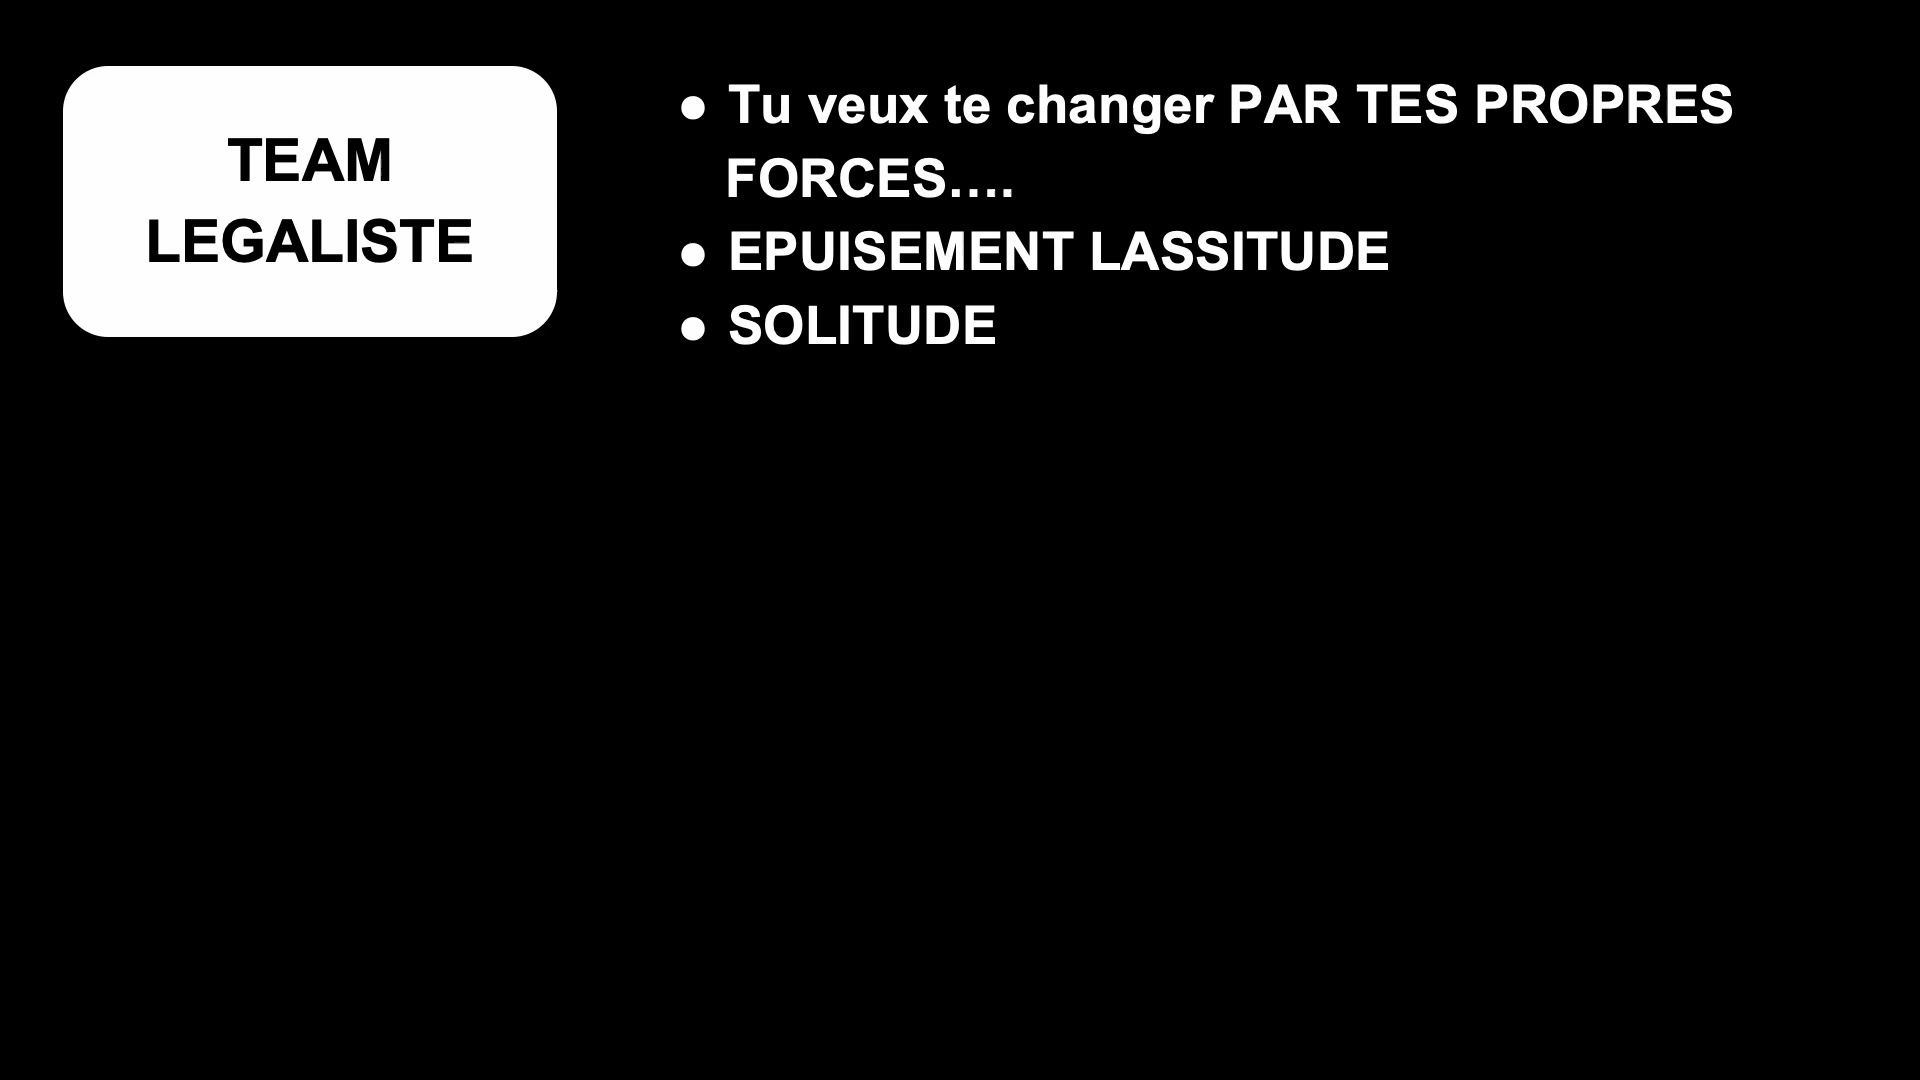 TEAM
LEGALISTE
● Tu veux te changer PAR TES PROPRES
FORCES….
● EPUISEMENT LASSITUDE
● SOLITUDE